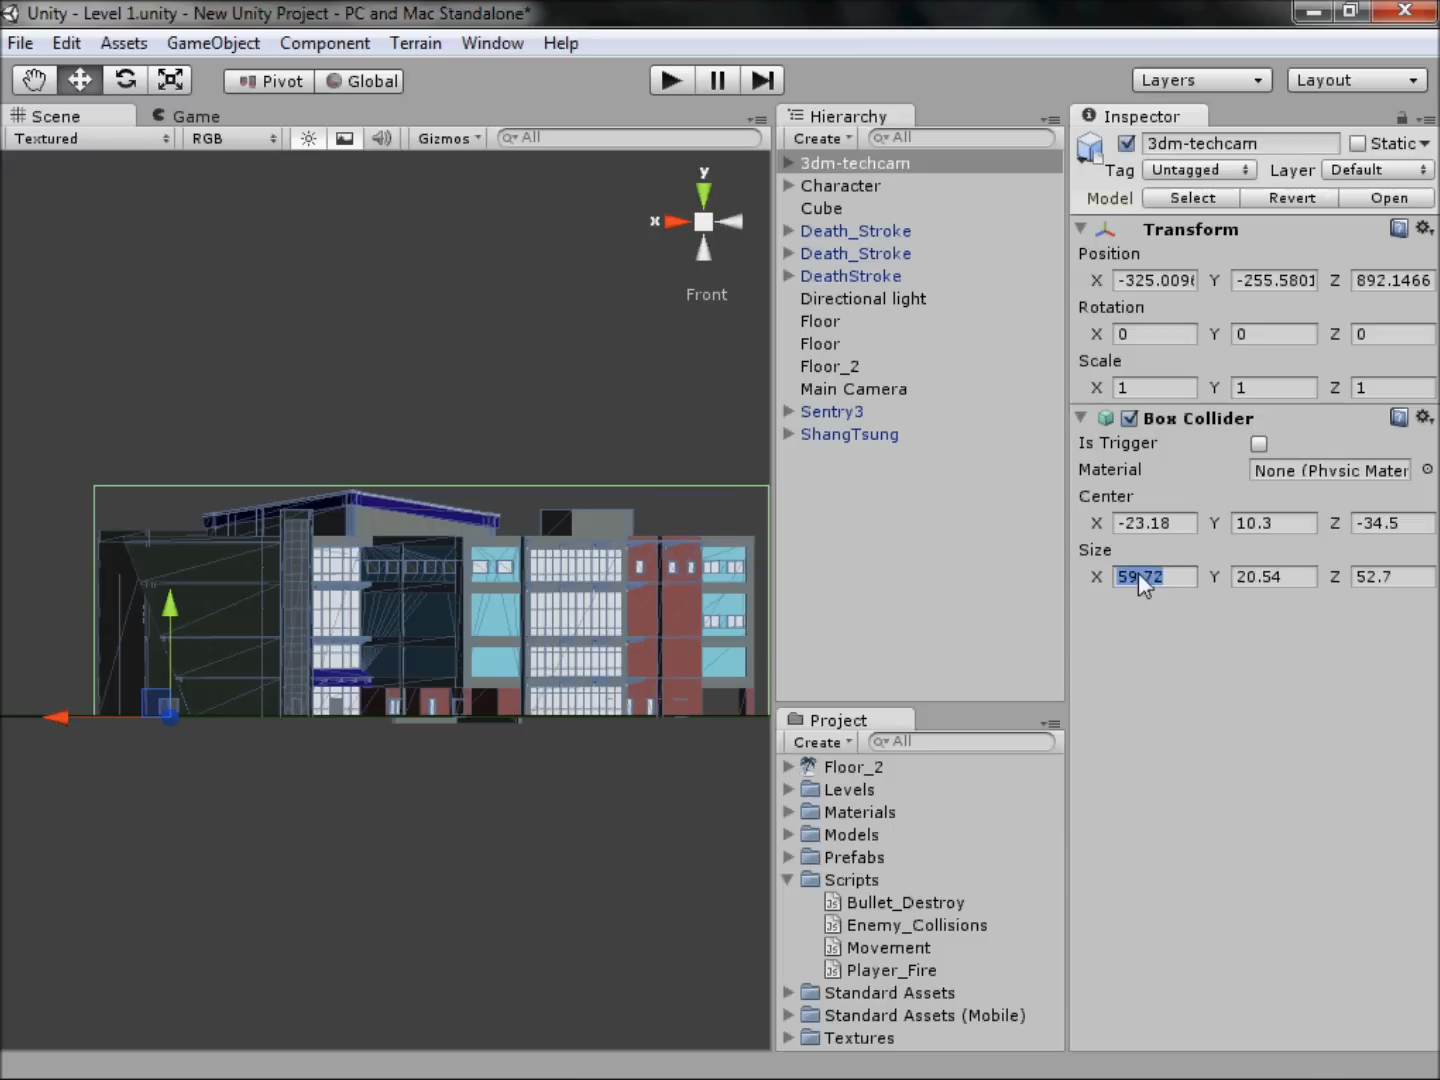 Unity - Level 1.unity - New Unity Project - PC and Mac Standalone*
File Edit Assets GameObject Component Terrain Window Help
Pivot Global Layers Layout
Scene Game
Textured RGB Gizmos All
y
x
Front
Hierarchy
Create All
3dm-techcam
Character
Cube
Death_Stroke
Death_Stroke
DeathStroke
Directional light
Floor
Floor
Floor_2
Main Camera
Sentry3
ShangTsung
Project
Create All
Floor_2
Levels
Materials
Models
Prefabs
Scripts
Bullet_Destroy
Enemy_Collisions
Movement
Player_Fire
Standard Assets
Standard Assets (Mobile)
Textures
Inspector
3dm-techcam Static
Tag Untagged Layer Default
Model Select Revert Open
Transform
Position
X -325.009 Y -255.5801 Z 892.1466
Rotation
X 0 Y 0 Z 0
Scale
X 1 Y 1 Z 1
Box Collider
Is Trigger
Material None (Physic Mater
Center
X -23.18 Y 10.3 Z -34.5
Size
X 59.72 Y 20.54 Z 52.7